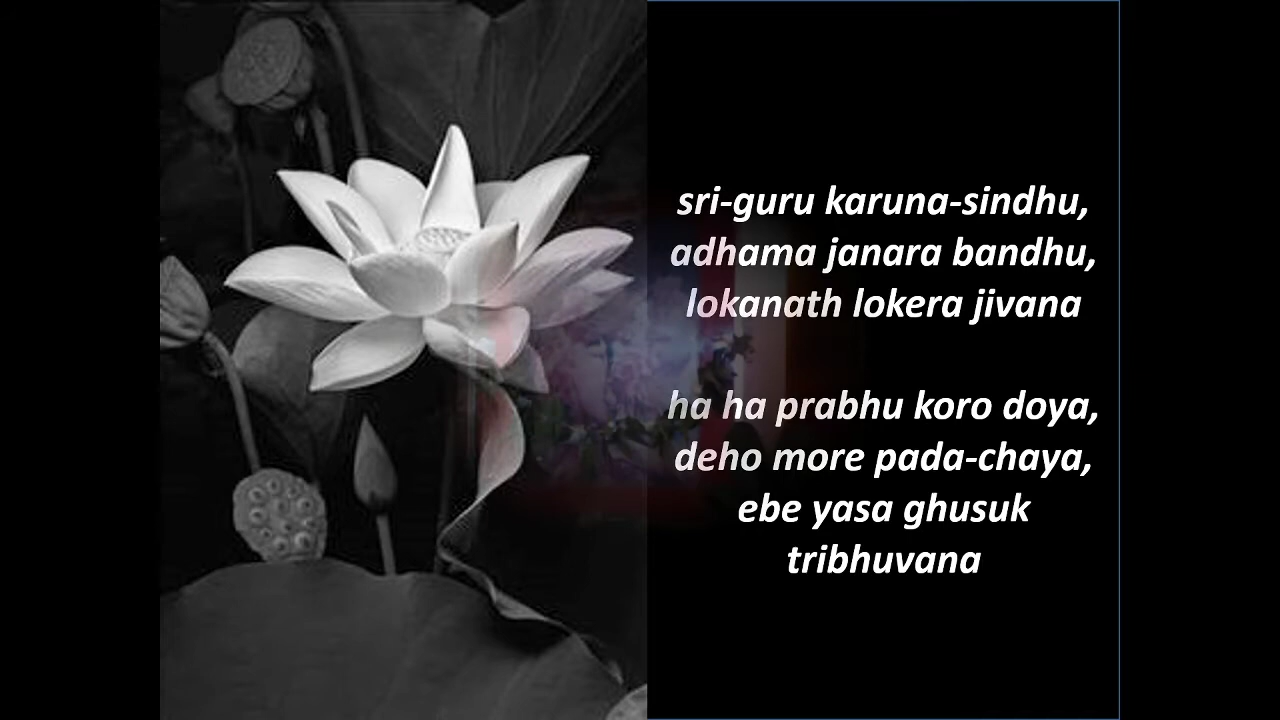 sri-guru karuna-sindhu,
adhama janara bandhu,
lokanath lokera jivana
ha ha prabhu koro doya,
deho more pada-chaya,
ebe yasa ghusuk
tribhuvana